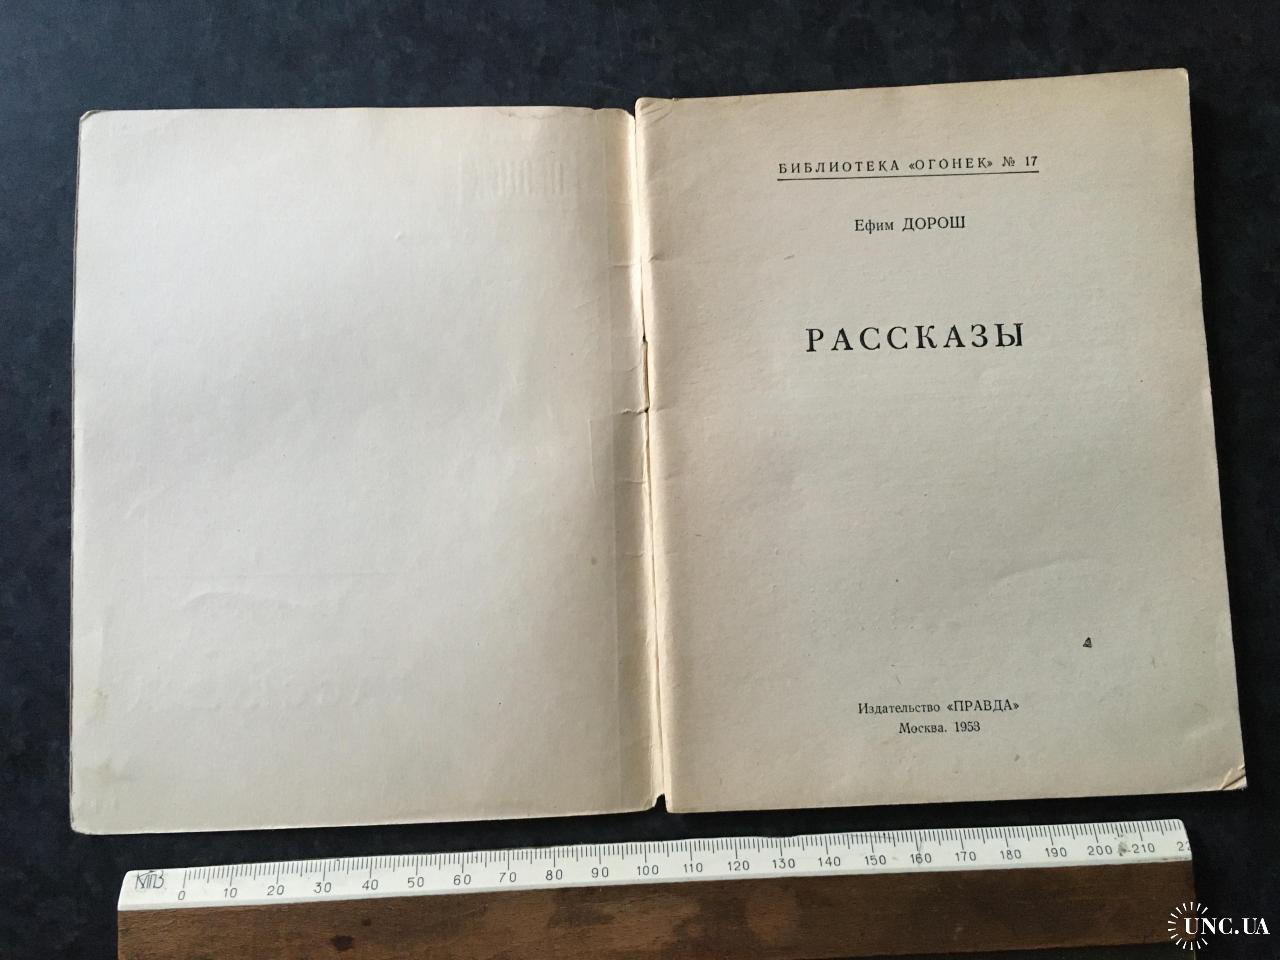 БИБЛИОТЕКА «ОГОНЕК» № 17
Ефим ДОРОШ
РАССКАЗЫ
Издательство «ПРАВДА»
Москва. 1953
0 10 20 30 40 50 60 70 80 90 100 110 120 130 140 150 160 170 180 190 200 210
UNC.UA